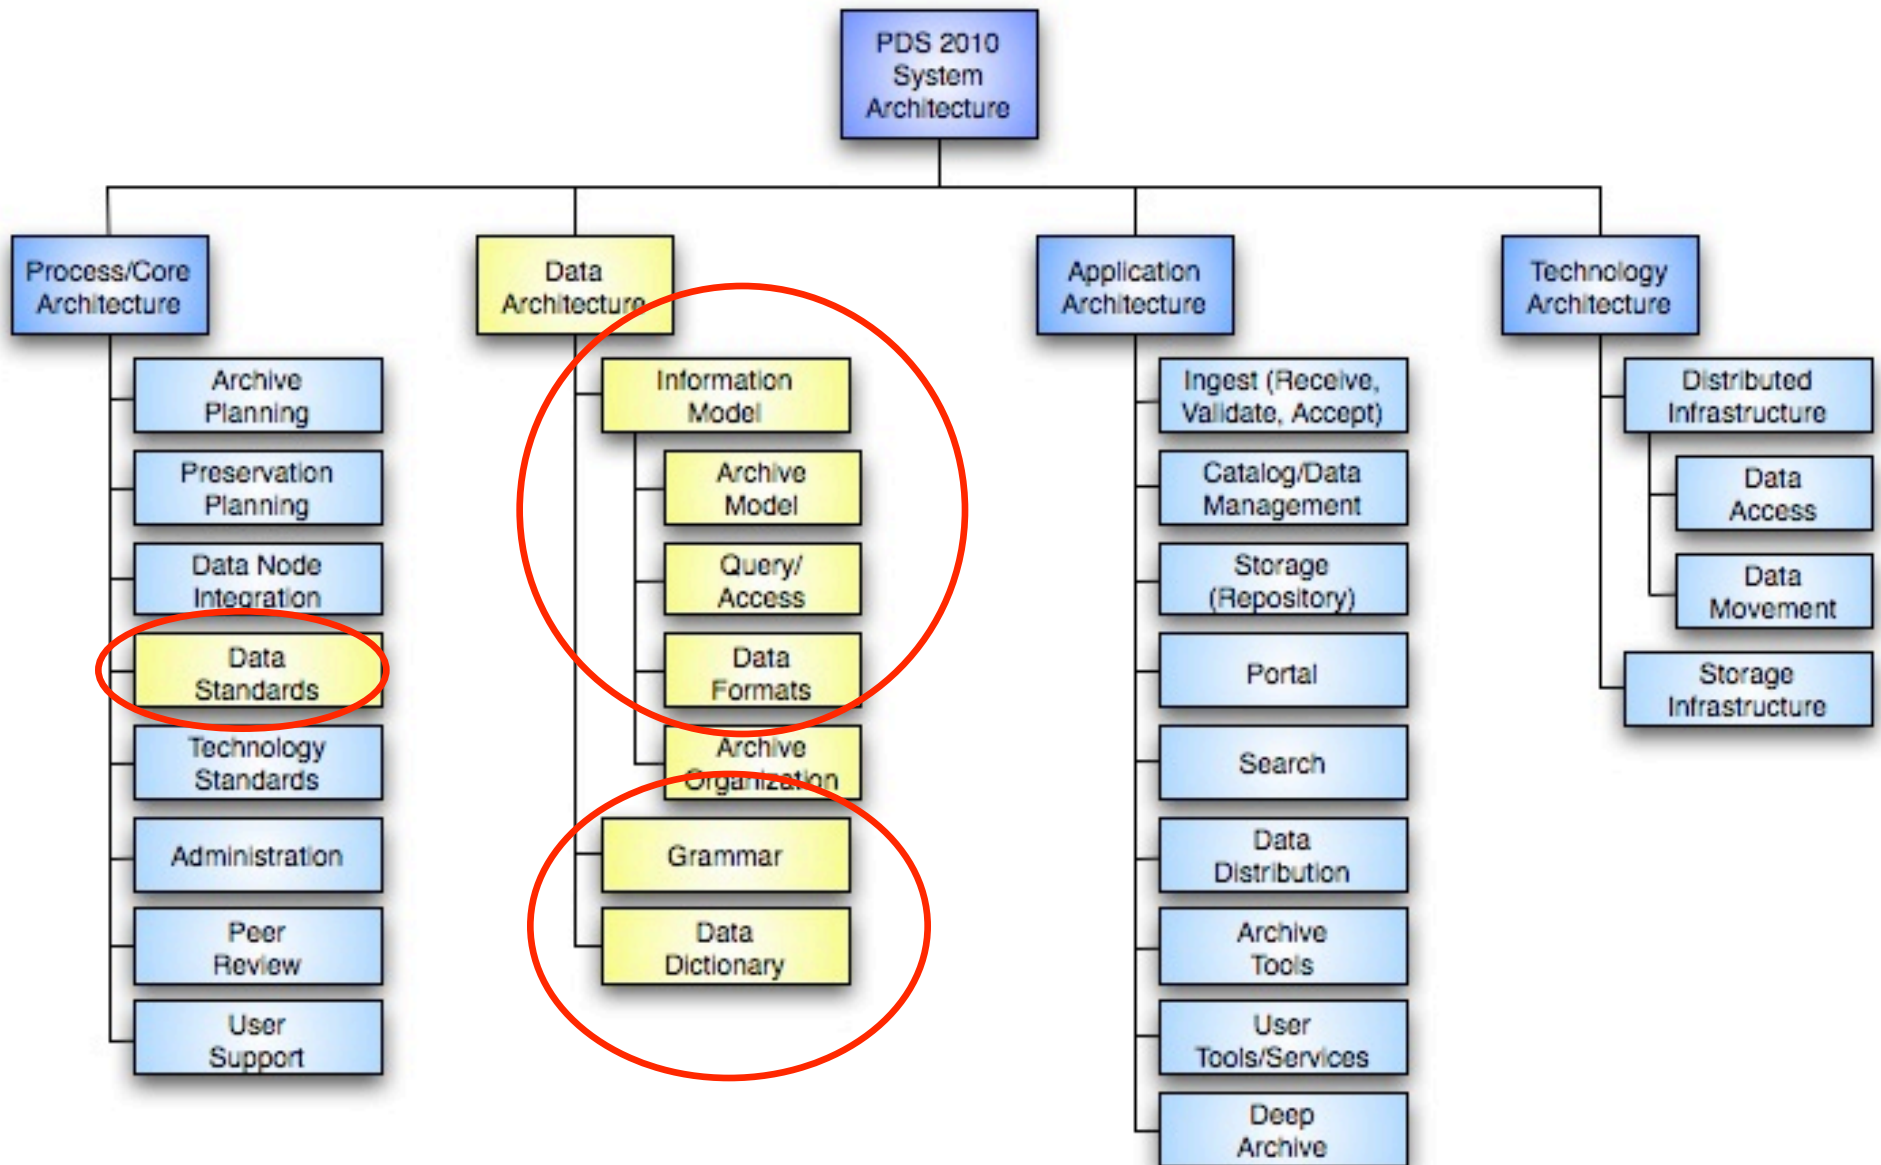 PDS 2010
System
Architecture
Process/Core
Architecture
Archive
Planning
Preservation
Planning
Data Node
Integration
Data
Standards
Technology
Standards
Administration
Peer
Review
User
Support
Data
Architecture
Information
Model
Archive
Model
Query/
Access
Data
Formats
Archive
Organization
Grammar
Data
Dictionary
Application
Architecture
Ingest (Receive,
Validate, Accept)
Catalog/Data
Management
Storage
(Repository)
Portal
Search
Data
Distribution
Archive
Tools
User
Tools/Services
Deep
Archive
Technology
Architecture
Distributed
Infrastructure
Data
Access
Data
Movement
Storage
Infrastructure